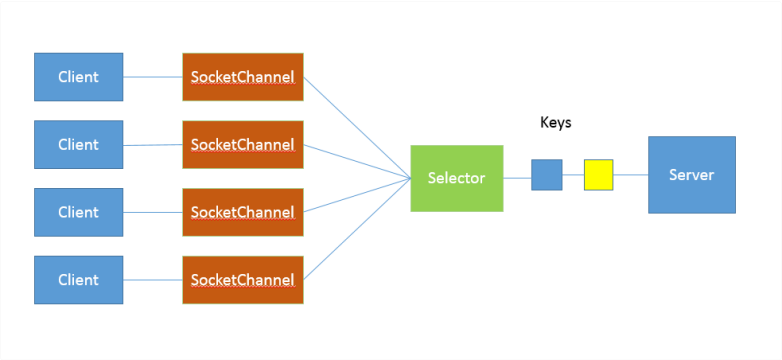 Client
SocketChannel
Client
SocketChannel
Client
SocketChannel
Client
SocketChannel
Selector
Keys
Server